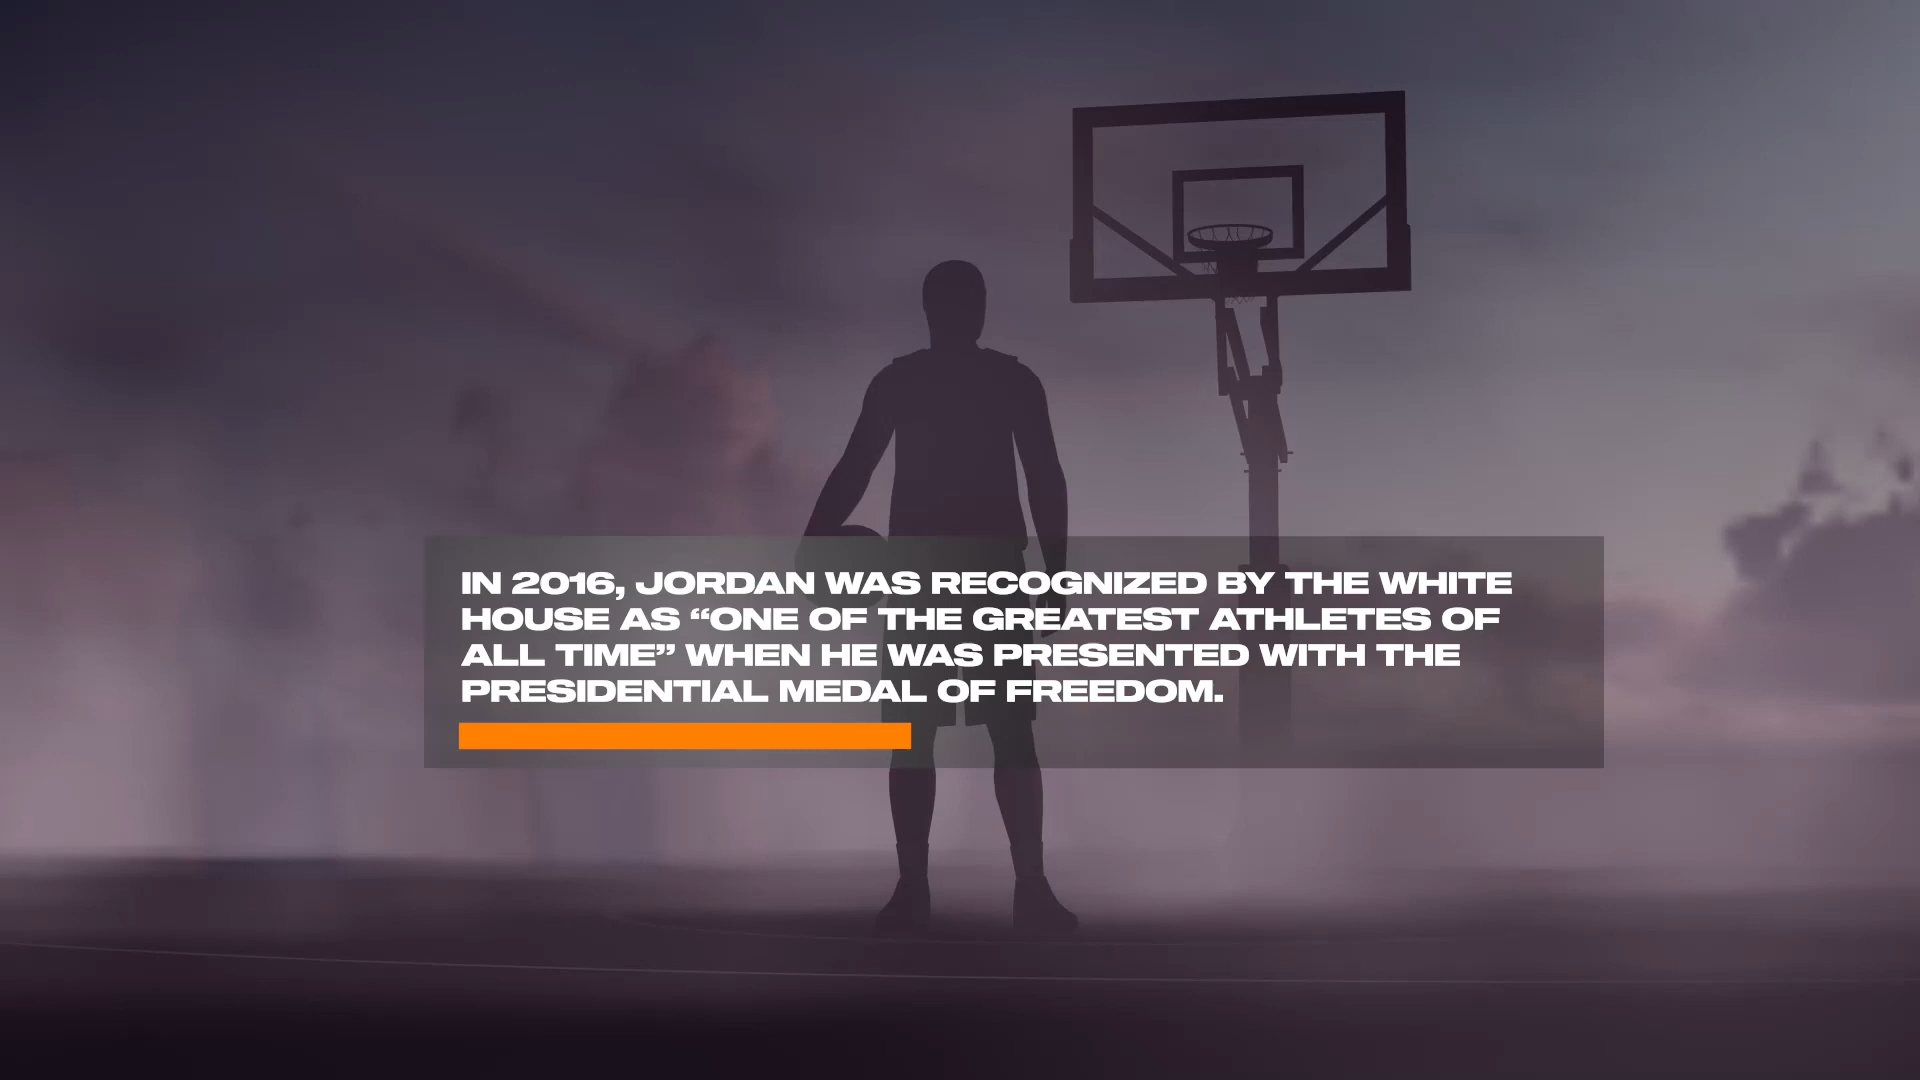 IN 2016, JORDAN WAS RECOGNIZED BY THE WHITE
HOUSE AS “ONE OF THE GREATEST ATHLETES OF
ALL TIME” WHEN HE WAS PRESENTED WITH THE
PRESIDENTIAL MEDAL OF FREEDOM.